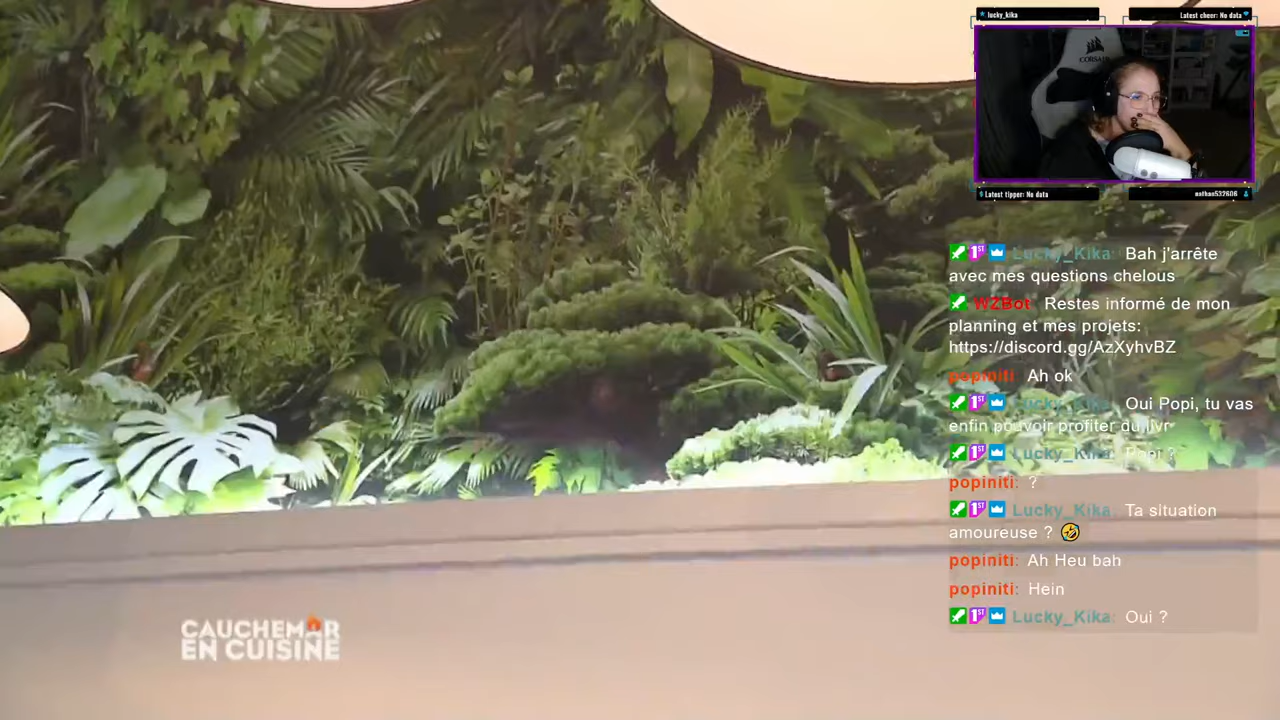 lucky_kika
Latest cheer: No data
CORSAIR
Latest tipper: No data
nathan532606
Lucky_Kika: Bah j'arrête
avec mes questions chelous
WZBot Restes informé de mon
planning et mes projets:
https://discord.gg/AzXyhvBZ
popiniti: Ah ok
Lucky_Kika: Oui Popi, tu vas
enfin pouvoir profiter du livr
Lucky_Kika: Popi ?
popiniti: ?
Lucky_Kika: Ta situation
amoureuse ? 🤣
popiniti: Ah Heu bah
popiniti: Hein
Lucky_Kika: Oui ?
CAUCHEMAR
EN CUISINE